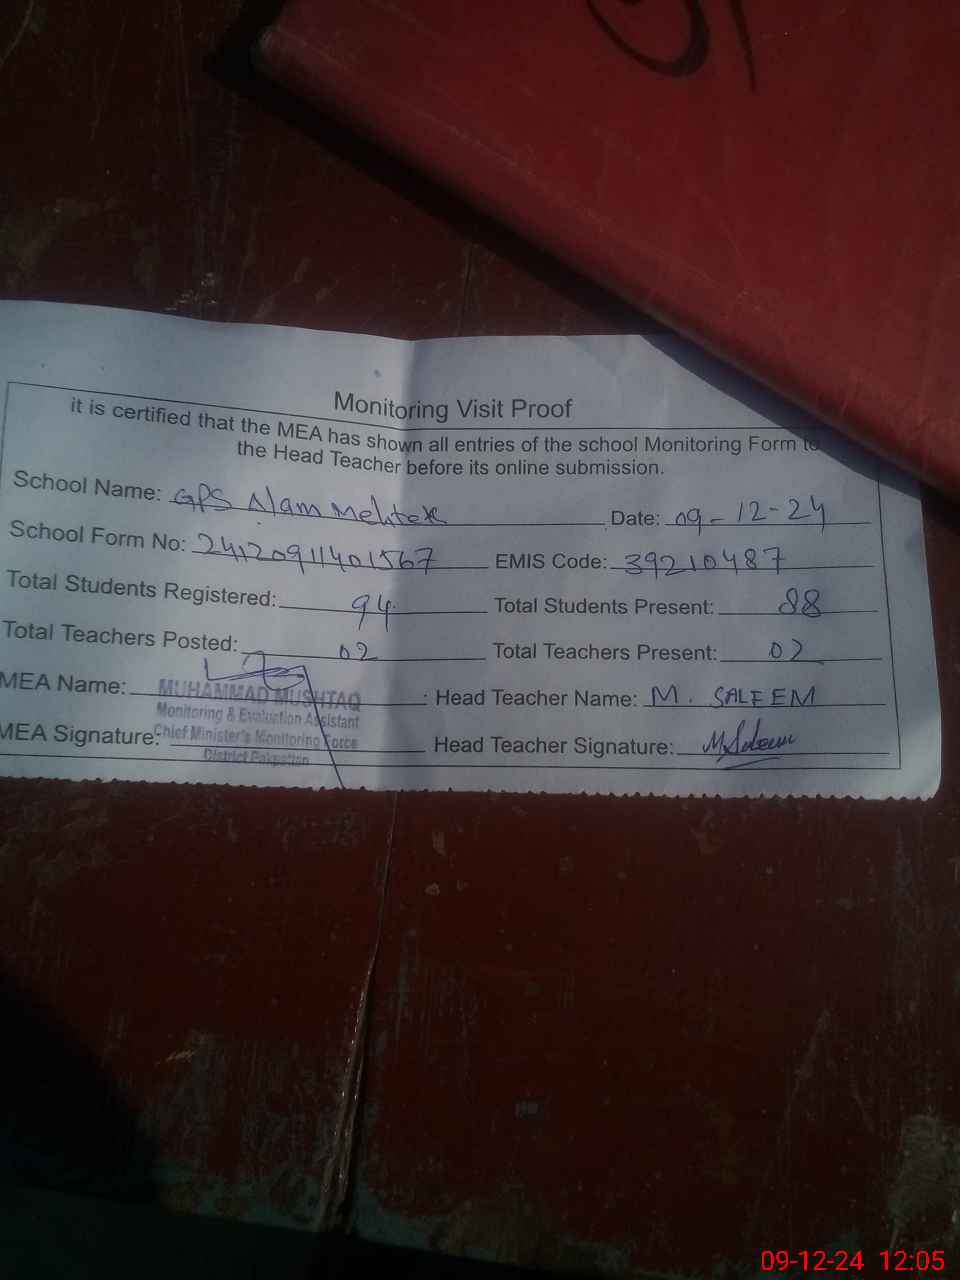 Monitoring Visit Proof
it is certified that the MEA has shown all entries of the school Monitoring Form to
the Head Teacher before its online submission.
School Name: GPS Alam Mehtek Date: 09-12-24
School Form No: 2412091401567 EMIS Code: 39210487
Total Students Registered: 94 Total Students Present: 88
Total Teachers Posted: 02 Total Teachers Present: 02
MEA Name: MUHAMMAD MUSHTAQ Head Teacher Name: M. SALEEM
Monitoring & Evaluation Assistant
MEA Signature: Chief Minister's Monitoring Force Head Teacher Signature: M.Saleem
District Pakpattan
09-12-24 12:05